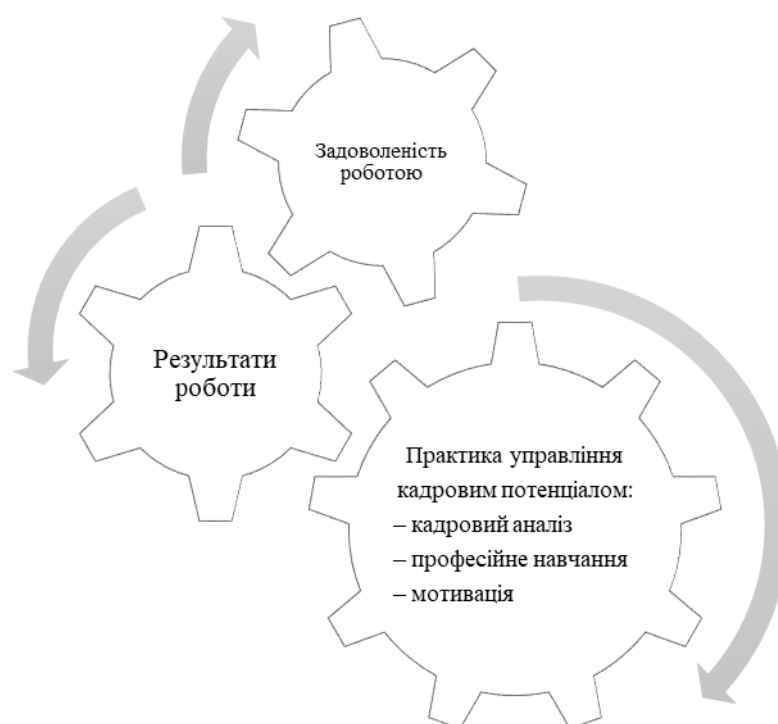 Задоволеність
роботою
Результати
роботи
Практика управління
кадровим потенціалом:
– кадровий аналіз
– професійне навчання
– мотивація